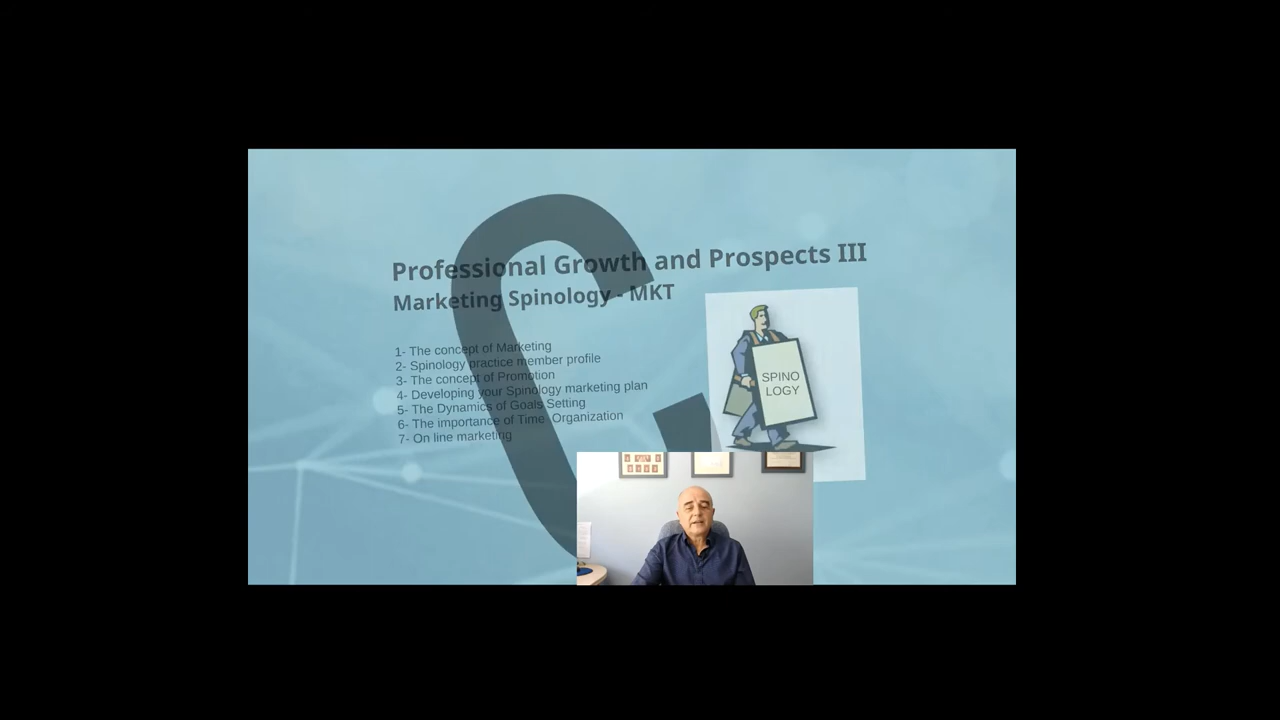 Professional Growth and Prospects III
Marketing Spinology - MKT
1- The concept of Marketing
2- Spinology practice member profile
3- The concept of Promotion
4- Developing your Spinology marketing plan
5- The Dynamics of Goals Setting
6- The importance of Time Organization
7- On line marketing
SPINO
LOGY